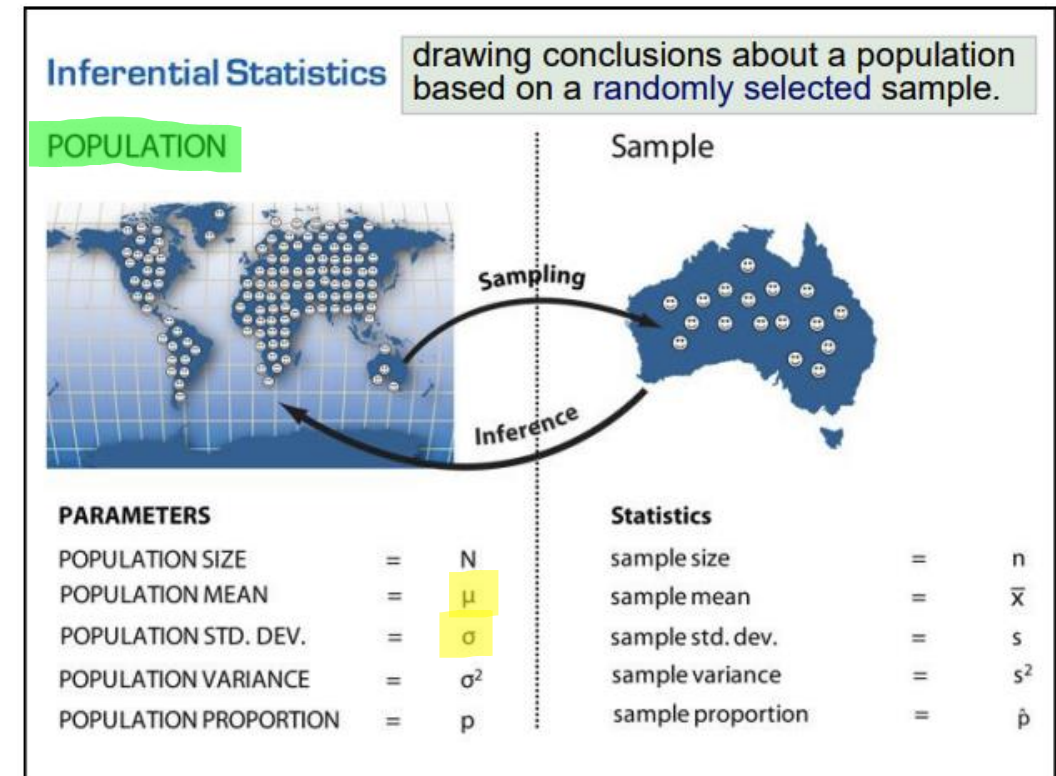 Inferential Statistics
drawing conclusions about a population
based on a randomly selected sample.
POPULATION
Sample
Sampling
Inference
PARAMETERS
POPULATION SIZE = N
POPULATION MEAN = μ
POPULATION STD. DEV. = σ
POPULATION VARIANCE = σ²
POPULATION PROPORTION = p
Statistics
sample size = n
sample mean = x̅
sample std. dev. = s
sample variance = s²
sample proportion = p̂